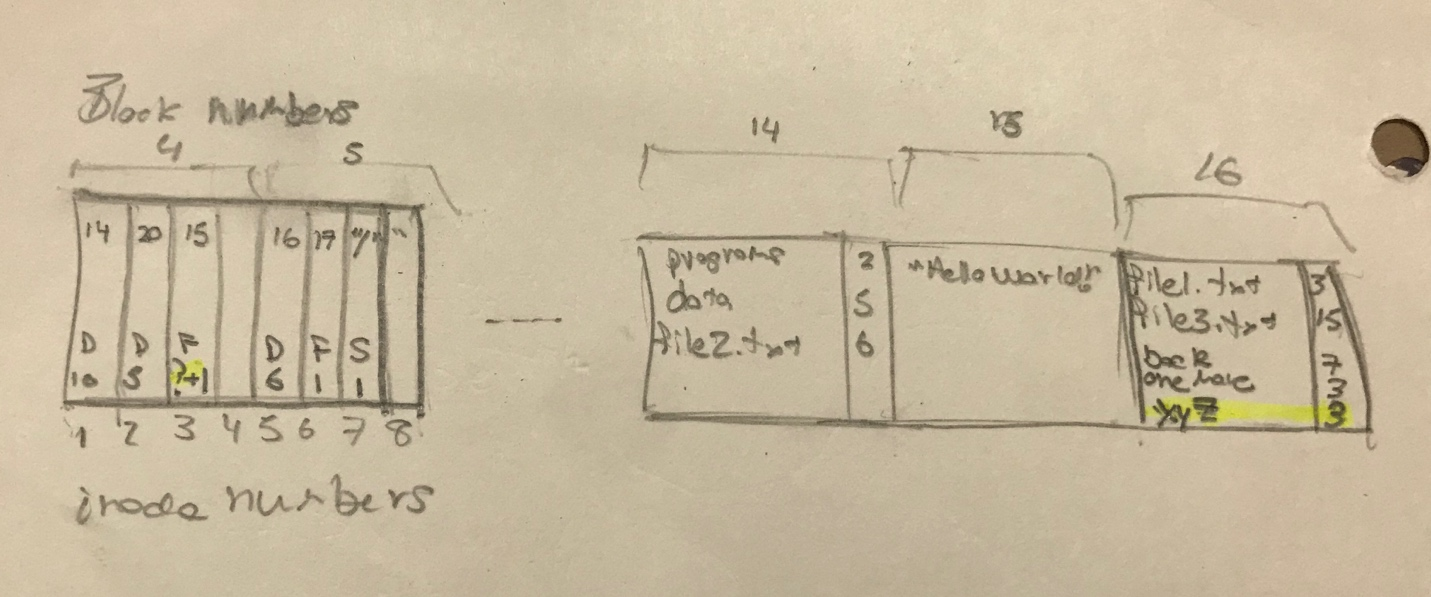 Block numbers
4 5
14 20 15 16 17 "/" "
D D F D F S
10 5 ?+1 6 1 1
1 2 3 4 5 6 7 8
inode numbers
14 15 16
programs 2
data 5
file2.txt 6
"Hello World!"
file1.txt 3
file3.txt 15
back 7
one more 3
xyz 3